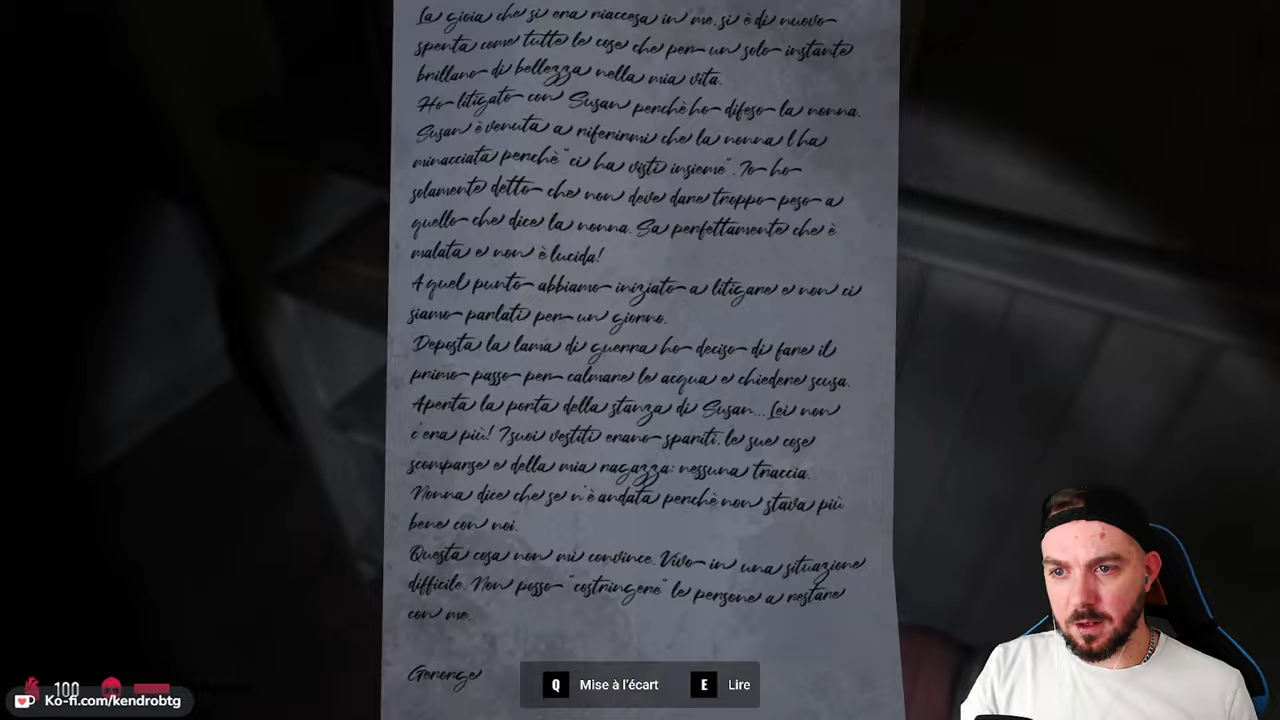 La gioia che si era riaccesa in me, si è di nuovo
spenta come tutte le cose che per un solo instante
brillano di bellezza nella mia vita.
Ho litigato con Susan perchè ho difeso la nonna.
Susan è venuta a riferirmi che la nonna l'ha
minacciata perchè "ci ha visti insieme". Io ho
solamente detto che non deve dare troppo peso a
quello che dice la nonna. Sa perfettamente che è
malata e non è lucida!
A quel punto abbiamo iniziato a litigare e non ci
siamo parlati per un giorno.
Deposta la lama di guerra ho deciso di fare il
primo passo per calmare le acqua e chiedere scusa.
Aperta la porta della stanza di Susan... Lei non
c'era più! I suoi vestiti erano spariti, le sue cose
scomparse e della mia ragazza: nessuna traccia.
Nonna dice che se n'è andata perchè non stava più
bene con noi.
Questa cosa non mi convince. Vivo in una situazione
difficile. Non posso "costringere" le persone a restare
con me.
Geronge
Q Mise à l'écart E Lire
100
Ko-fi.com/kendrobtg